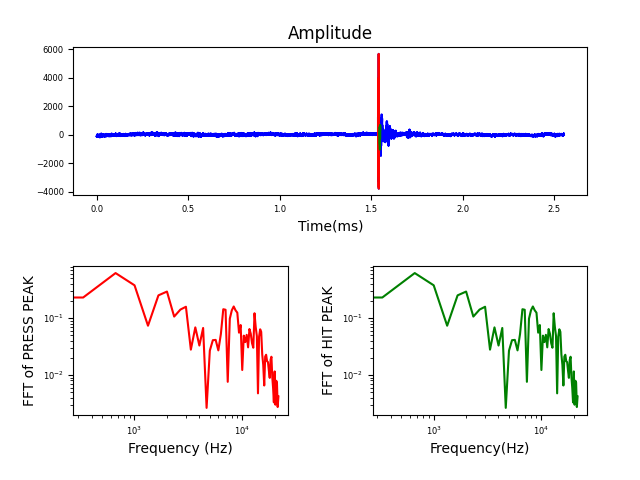 Amplitude
6000
4000
2000
0
−2000
−4000
0.0 0.5 1.0 1.5 2.0 2.5
Time(ms)
FFT of PRESS PEAK
10⁻¹
10⁻²
10³ 10⁴
Frequency (Hz)
FFT of HIT PEAK
10⁻¹
10⁻²
10³ 10⁴
Frequency(Hz)